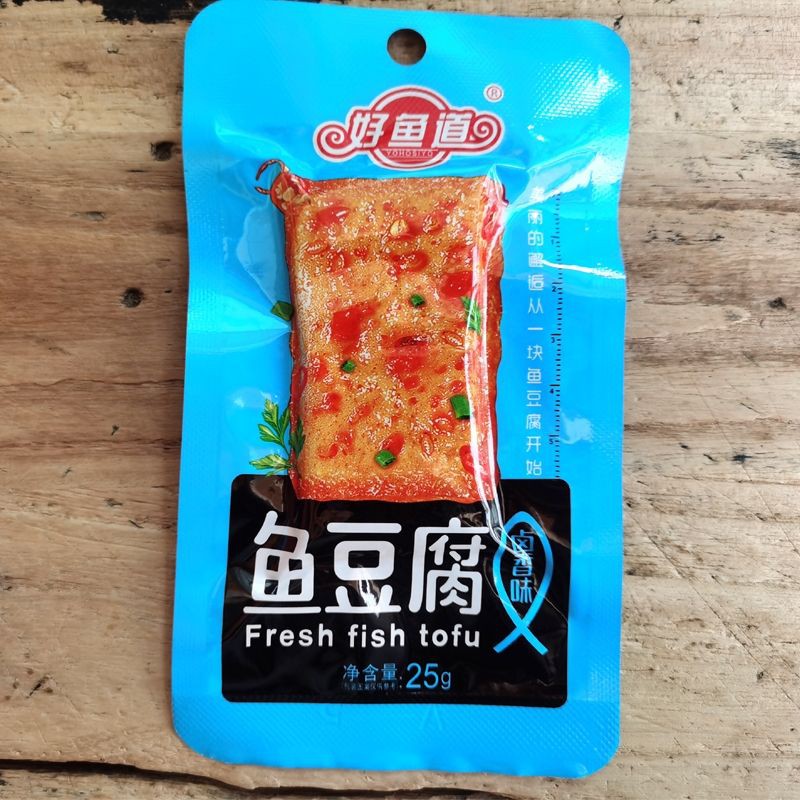 ®
好鱼道
YOHOSIYO
美丽的邂逅从一块鱼豆腐开始
鱼豆腐
卤香味
Fresh fish tofu
净含量: 25g